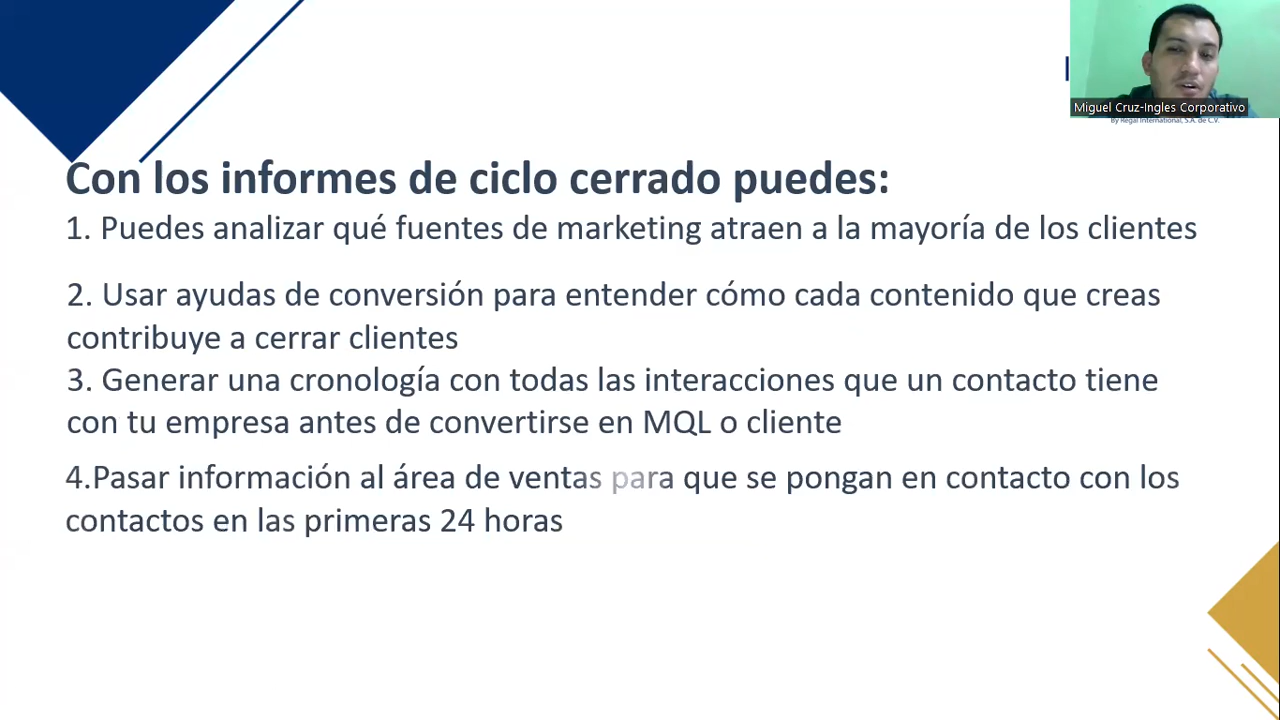 Miguel Cruz-Ingles Corporativo
By Regal International, S.A. de C.V.
Con los informes de ciclo cerrado puedes:
1. Puedes analizar qué fuentes de marketing atraen a la mayoría de los clientes
2. Usar ayudas de conversión para entender cómo cada contenido que creas
contribuye a cerrar clientes
3. Generar una cronología con todas las interacciones que un contacto tiene
con tu empresa antes de convertirse en MQL o cliente
4.Pasar información al área de ventas para que se pongan en contacto con los
contactos en las primeras 24 horas